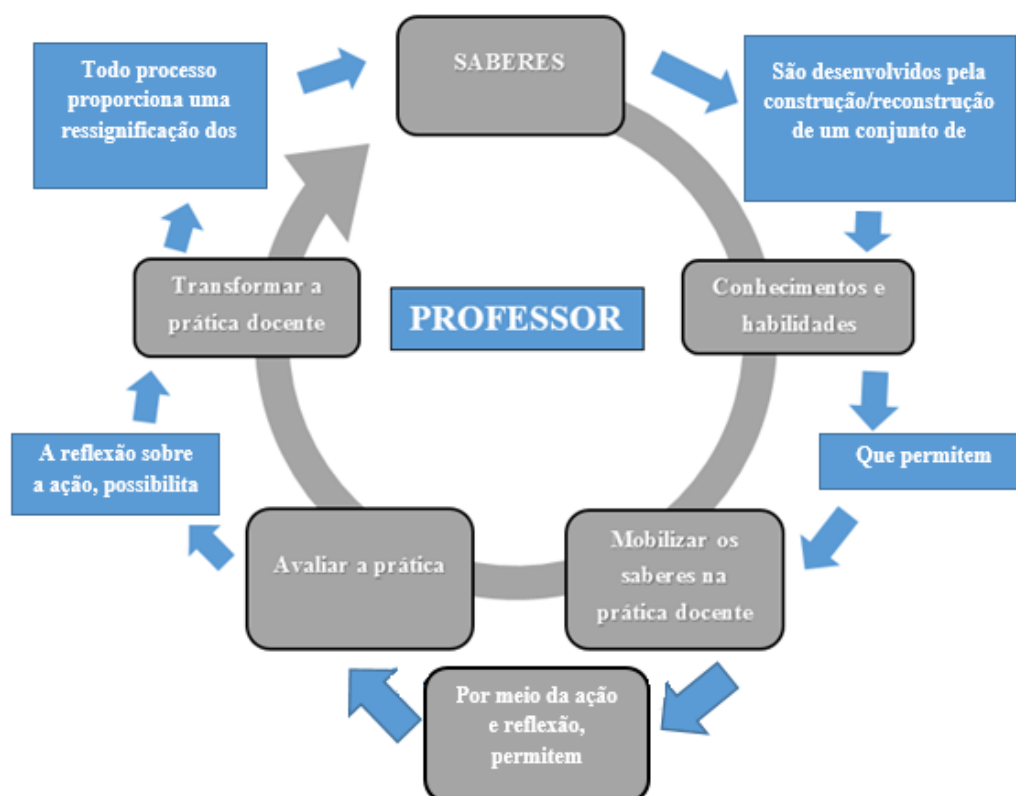 SABERES
São desenvolvidos pela
construção/reconstrução
de um conjunto de
Conhecimentos e
habilidades
Que permitem
Mobilizar os
saberes na
prática docente
Por meio da ação
e reflexão,
permitem
Avaliar a prática
A reflexão sobre
a ação, possibilita
Transformar a
prática docente
Todo processo
proporciona uma
ressignificação dos
PROFESSOR